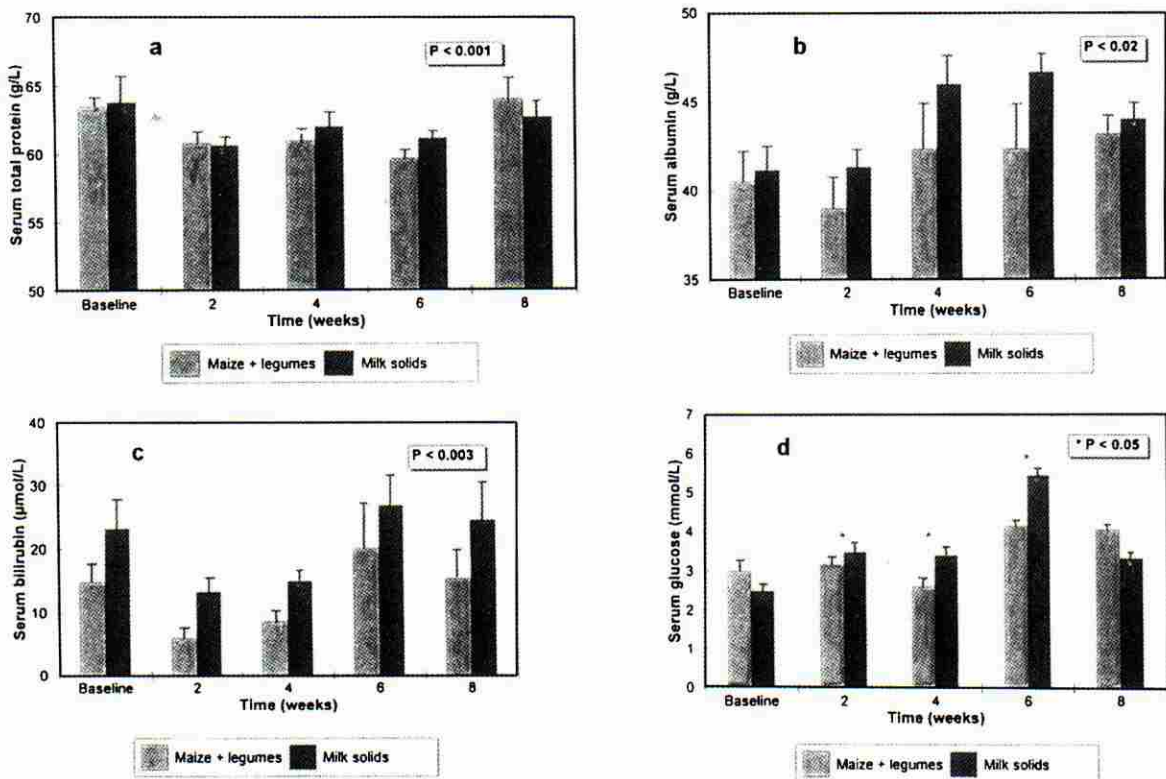 a
P < 0.001
Serum total protein (g/L)
70
65
60
55
50
Baseline 2 4 6 8
Time (weeks)
Maize + legumes Milk solids
b
P < 0.02
Serum albumin (g/L)
50
45
40
35
Baseline 2 4 6 8
Time (weeks)
Maize + legumes Milk solids
c
P < 0.003
Serum bilirubin (µmol/L)
40
30
20
10
0
Baseline 2 4 6 8
Time (weeks)
Maize + legumes Milk solids
d
* P < 0.05
Serum glucose (mmol/L)
7
6
5
4
3
2
1
0
* * *
Baseline 2 4 6 8
Time (weeks)
Maize + legumes Milk solids